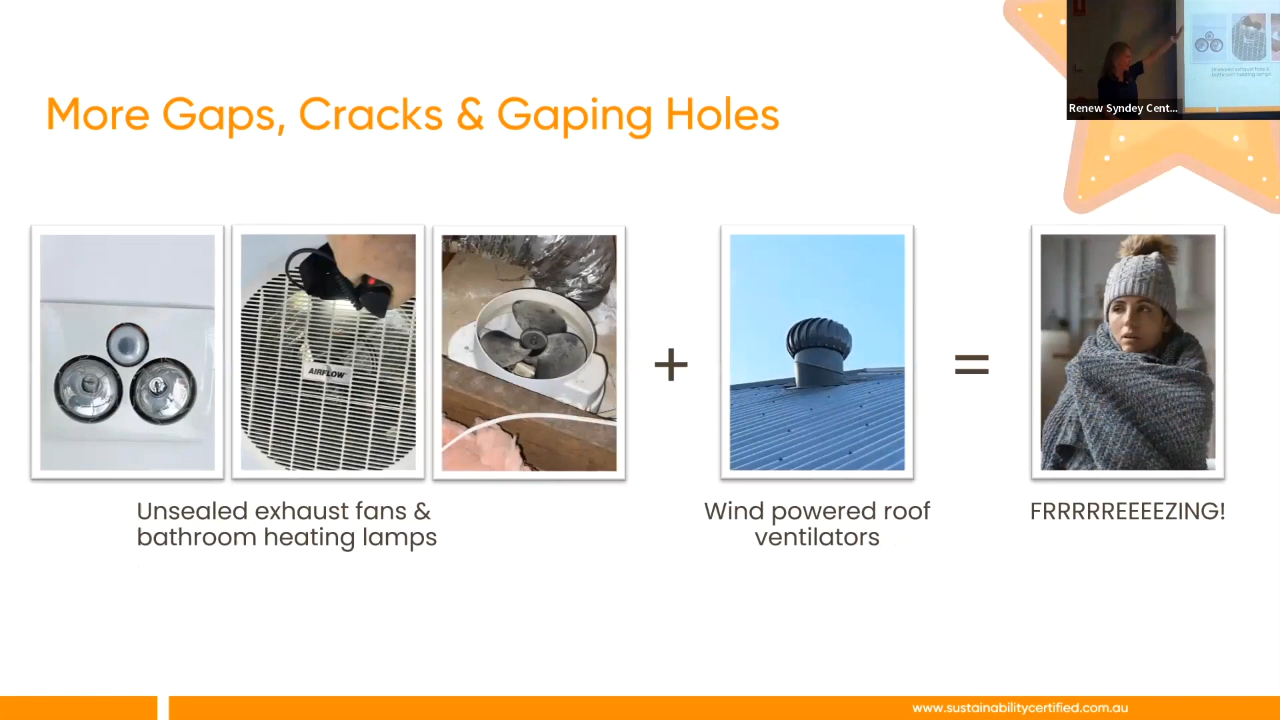 More Gaps, Cracks & Gaping Holes
Renew Syndey Cent...
AIRFLOW
+
=
Unsealed exhaust fans &
bathroom heating lamps
Wind powered roof
ventilators
FRRRRREEEEZING!
www.sustainabilitycertified.com.au